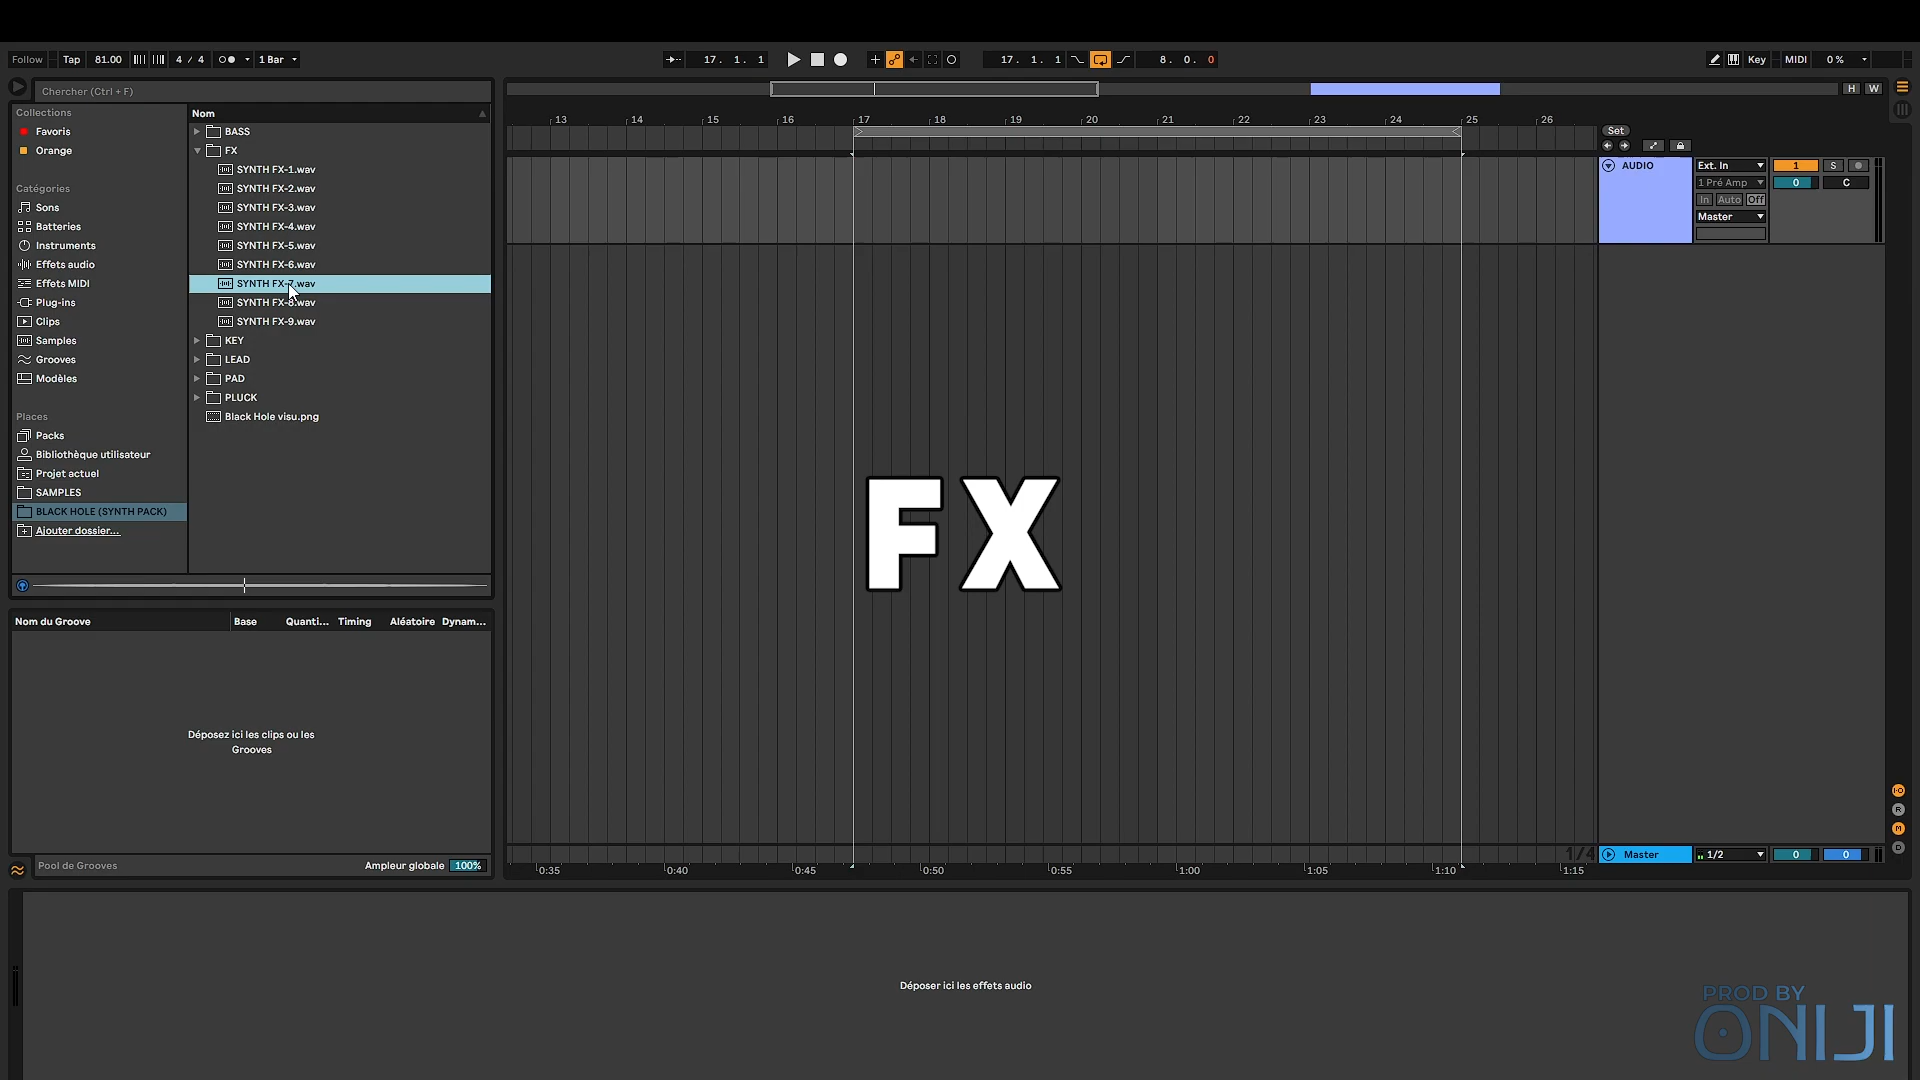 Follow Tap 81.00 4 / 4 1 Bar 17. 1. 1 17. 1. 1 8. 0. 0 Key MIDI 0 %
Chercher (Ctrl + F)
H W
Collections
Favoris
Orange
Catégories
Sons
Batteries
Instruments
Effets audio
Effets MIDI
Plug-ins
Clips
Samples
Grooves
Modèles
Places
Packs
Bibliothèque utilisateur
Projet actuel
SAMPLES
BLACK HOLE (SYNTH PACK)
Ajouter dossier...
Nom
BASS
FX
SYNTH FX-1.wav
SYNTH FX-2.wav
SYNTH FX-3.wav
SYNTH FX-4.wav
SYNTH FX-5.wav
SYNTH FX-6.wav
SYNTH FX-7.wav
SYNTH FX-8.wav
SYNTH FX-9.wav
KEY
LEAD
PAD
PLUCK
Black Hole visu.png
13 14 15 16 17 18 19 20 21 22 23 24 25 26
Set
AUDIO Ext. In 1 S
1 Pré Amp 0 C
In Auto Off
Master
FX
Nom du Groove Base Quanti... Timing Aléatoire Dynam...
Déposez ici les clips ou les
Grooves
Pool de Grooves Ampleur globale 100%
1/4 Master 1/2 0 0
0:35 0:40 0:45 0:50 0:55 1:00 1:05 1:10 1:15
I·O
R
M
D
Déposer ici les effets audio
PROD BY
ONIJI